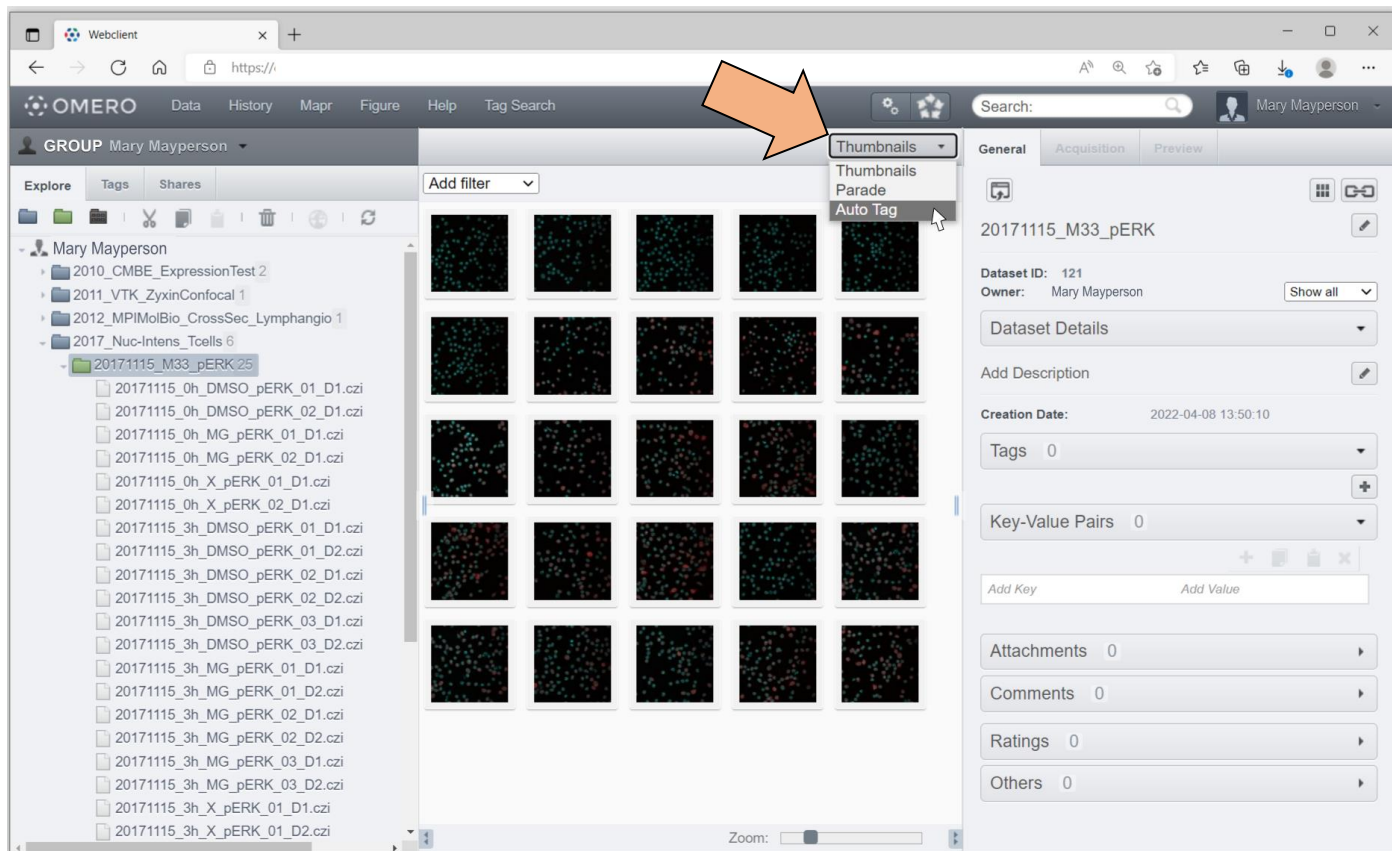 Webclient
https://
OMERO Data History Mapr Figure Help Tag Search Search: Mary Mayperson
GROUP Mary Mayperson
Thumbnails
Thumbnails
Parade
Auto Tag
General Acquisition Preview
Explore Tags Shares
Add filter
Mary Mayperson
2010_CMBE_ExpressionTest 2
2011_VTK_ZyxinConfocal 1
2012_MPIMolBio_CrossSec_Lymphangio 1
2017_Nuc-Intens_Tcells 6
20171115_M33_pERK 25
20171115_0h_DMSO_pERK_01_D1.czi
20171115_0h_DMSO_pERK_02_D1.czi
20171115_0h_MG_pERK_01_D1.czi
20171115_0h_MG_pERK_02_D1.czi
20171115_0h_X_pERK_01_D1.czi
20171115_0h_X_pERK_02_D1.czi
20171115_3h_DMSO_pERK_01_D1.czi
20171115_3h_DMSO_pERK_01_D2.czi
20171115_3h_DMSO_pERK_02_D1.czi
20171115_3h_DMSO_pERK_02_D2.czi
20171115_3h_DMSO_pERK_03_D1.czi
20171115_3h_DMSO_pERK_03_D2.czi
20171115_3h_MG_pERK_01_D1.czi
20171115_3h_MG_pERK_01_D2.czi
20171115_3h_MG_pERK_02_D1.czi
20171115_3h_MG_pERK_02_D2.czi
20171115_3h_MG_pERK_03_D1.czi
20171115_3h_MG_pERK_03_D2.czi
20171115_3h_X_pERK_01_D1.czi
20171115_3h_X_pERK_01_D2.czi
Zoom:
20171115_M33_pERK
Dataset ID: 121
Owner: Mary Mayperson Show all
Dataset Details
Add Description
Creation Date: 2022-04-08 13:50:10
Tags 0
Key-Value Pairs 0
Add Key Add Value
Attachments 0
Comments 0
Ratings 0
Others 0